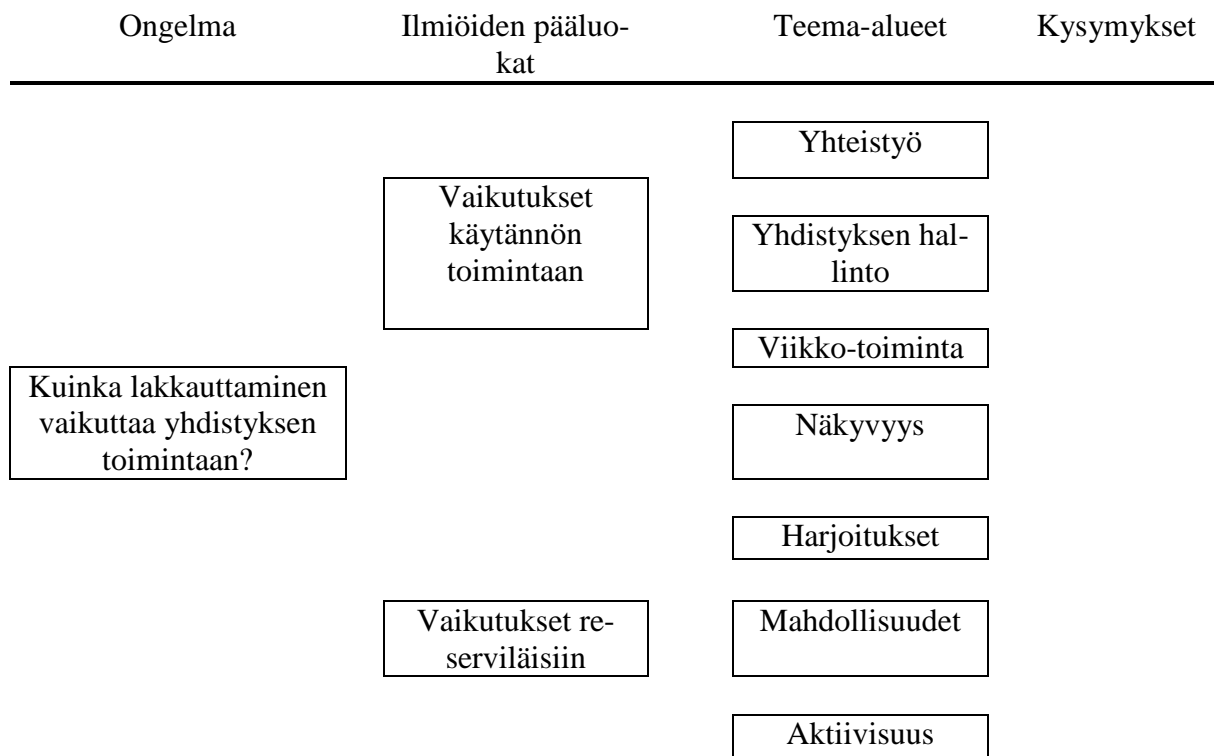 Ongelma Ilmiöiden pääluo- Teema-alueet Kysymykset
kat
Yhteistyö
Vaikutukset
käytännön
toimintaan
Yhdistyksen hal-
linto
Viikko-toiminta
Kuinka lakkauttaminen
vaikuttaa yhdistyksen
toimintaan?
Näkyvyys
Harjoitukset
Vaikutukset re-
serviläisiin
Mahdollisuudet
Aktiivisuus